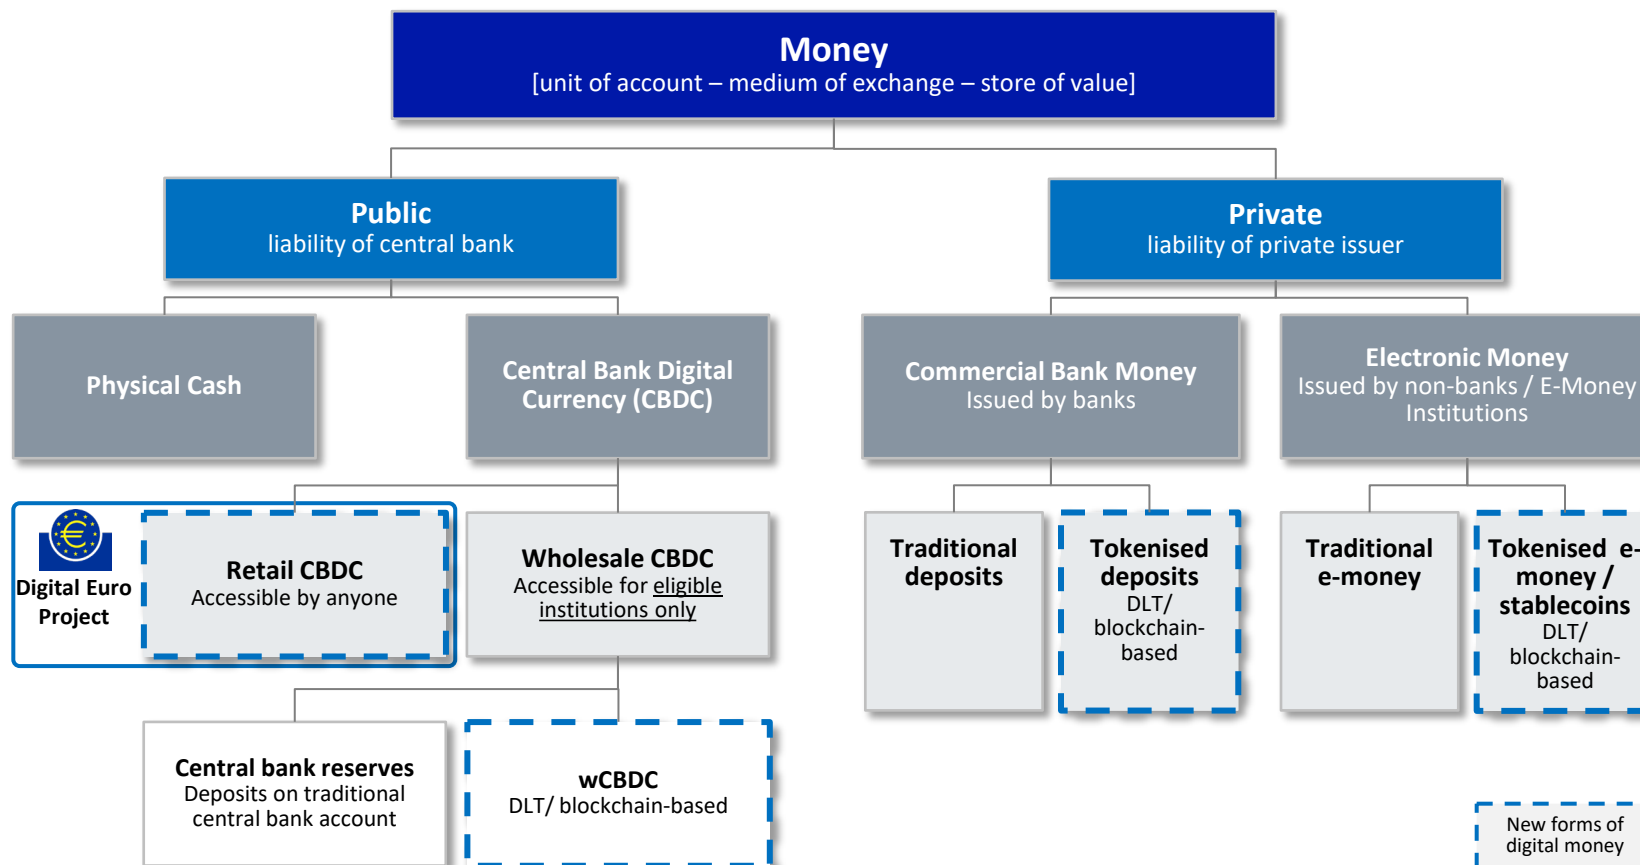 Money
[unit of account – medium of exchange – store of value]
Public
liability of central bank
Private
liability of private issuer
Physical Cash
Central Bank Digital
Currency (CBDC)
Commercial Bank Money
Issued by banks
Electronic Money
Issued by non-banks / E-Money
Institutions
€
Digital Euro
Project
Retail CBDC
Accessible by anyone
Wholesale CBDC
Accessible for eligible
institutions only
Traditional
deposits
Tokenised
deposits
DLT/
blockchain-
based
Traditional
e-money
Tokenised e-
money /
stablecoins
DLT/
blockchain-
based
Central bank reserves
Deposits on traditional
central bank account
wCBDC
DLT/ blockchain-based
New forms of
digital money